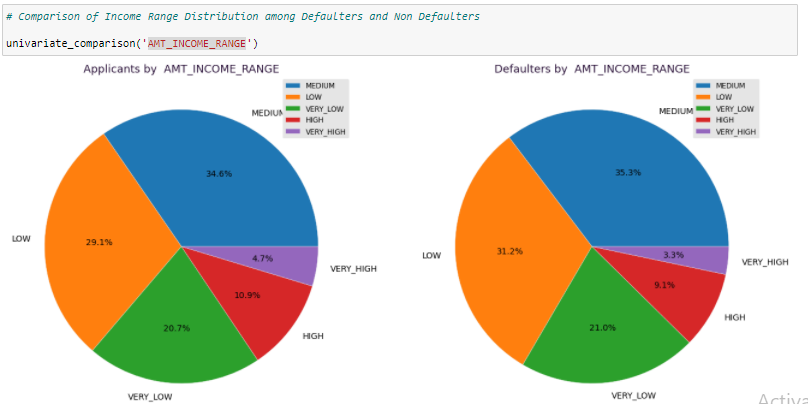 # Comparison of Income Range Distribution among Defaulters and Non Defaulters
univariate_comparison('AMT_INCOME_RANGE')
Applicants by AMT_INCOME_RANGE
MEDIUM
LOW
VERY_LOW
HIGH
VERY_HIGH
MEDIUM
34.6%
LOW
29.1%
4.7%
VERY_HIGH
10.9%
20.7%
HIGH
VERY_LOW
Defaulters by AMT_INCOME_RANGE
MEDIUM
LOW
VERY_LOW
HIGH
VERY_HIGH
MEDIUM
35.3%
LOW
31.2%
3.3%
VERY_HIGH
9.1%
HIGH
21.0%
VERY_LOW